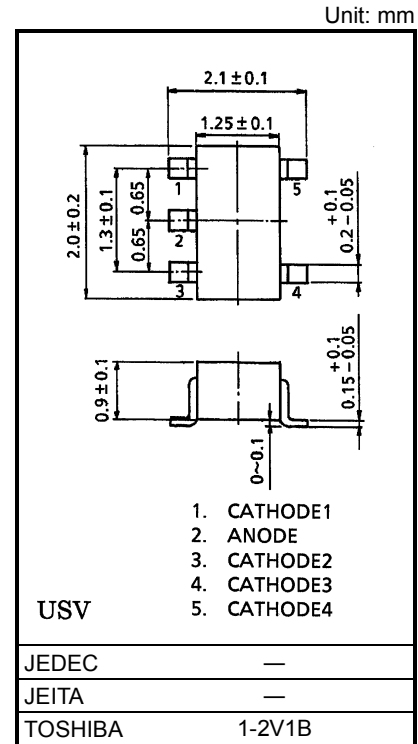 Unit: mm
2.1±0.1
1.25±0.1
2.0±0.2
1.3±0.1
0.65
0.65
1
2
3
5
4
+0.1
0.2−0.05
0.9±0.1
+0.1
0.15−0.05
0~0.1
1. CATHODE1
2. ANODE
3. CATHODE2
4. CATHODE3
5. CATHODE4
USV
JEDEC —
JEITA —
TOSHIBA 1-2V1B